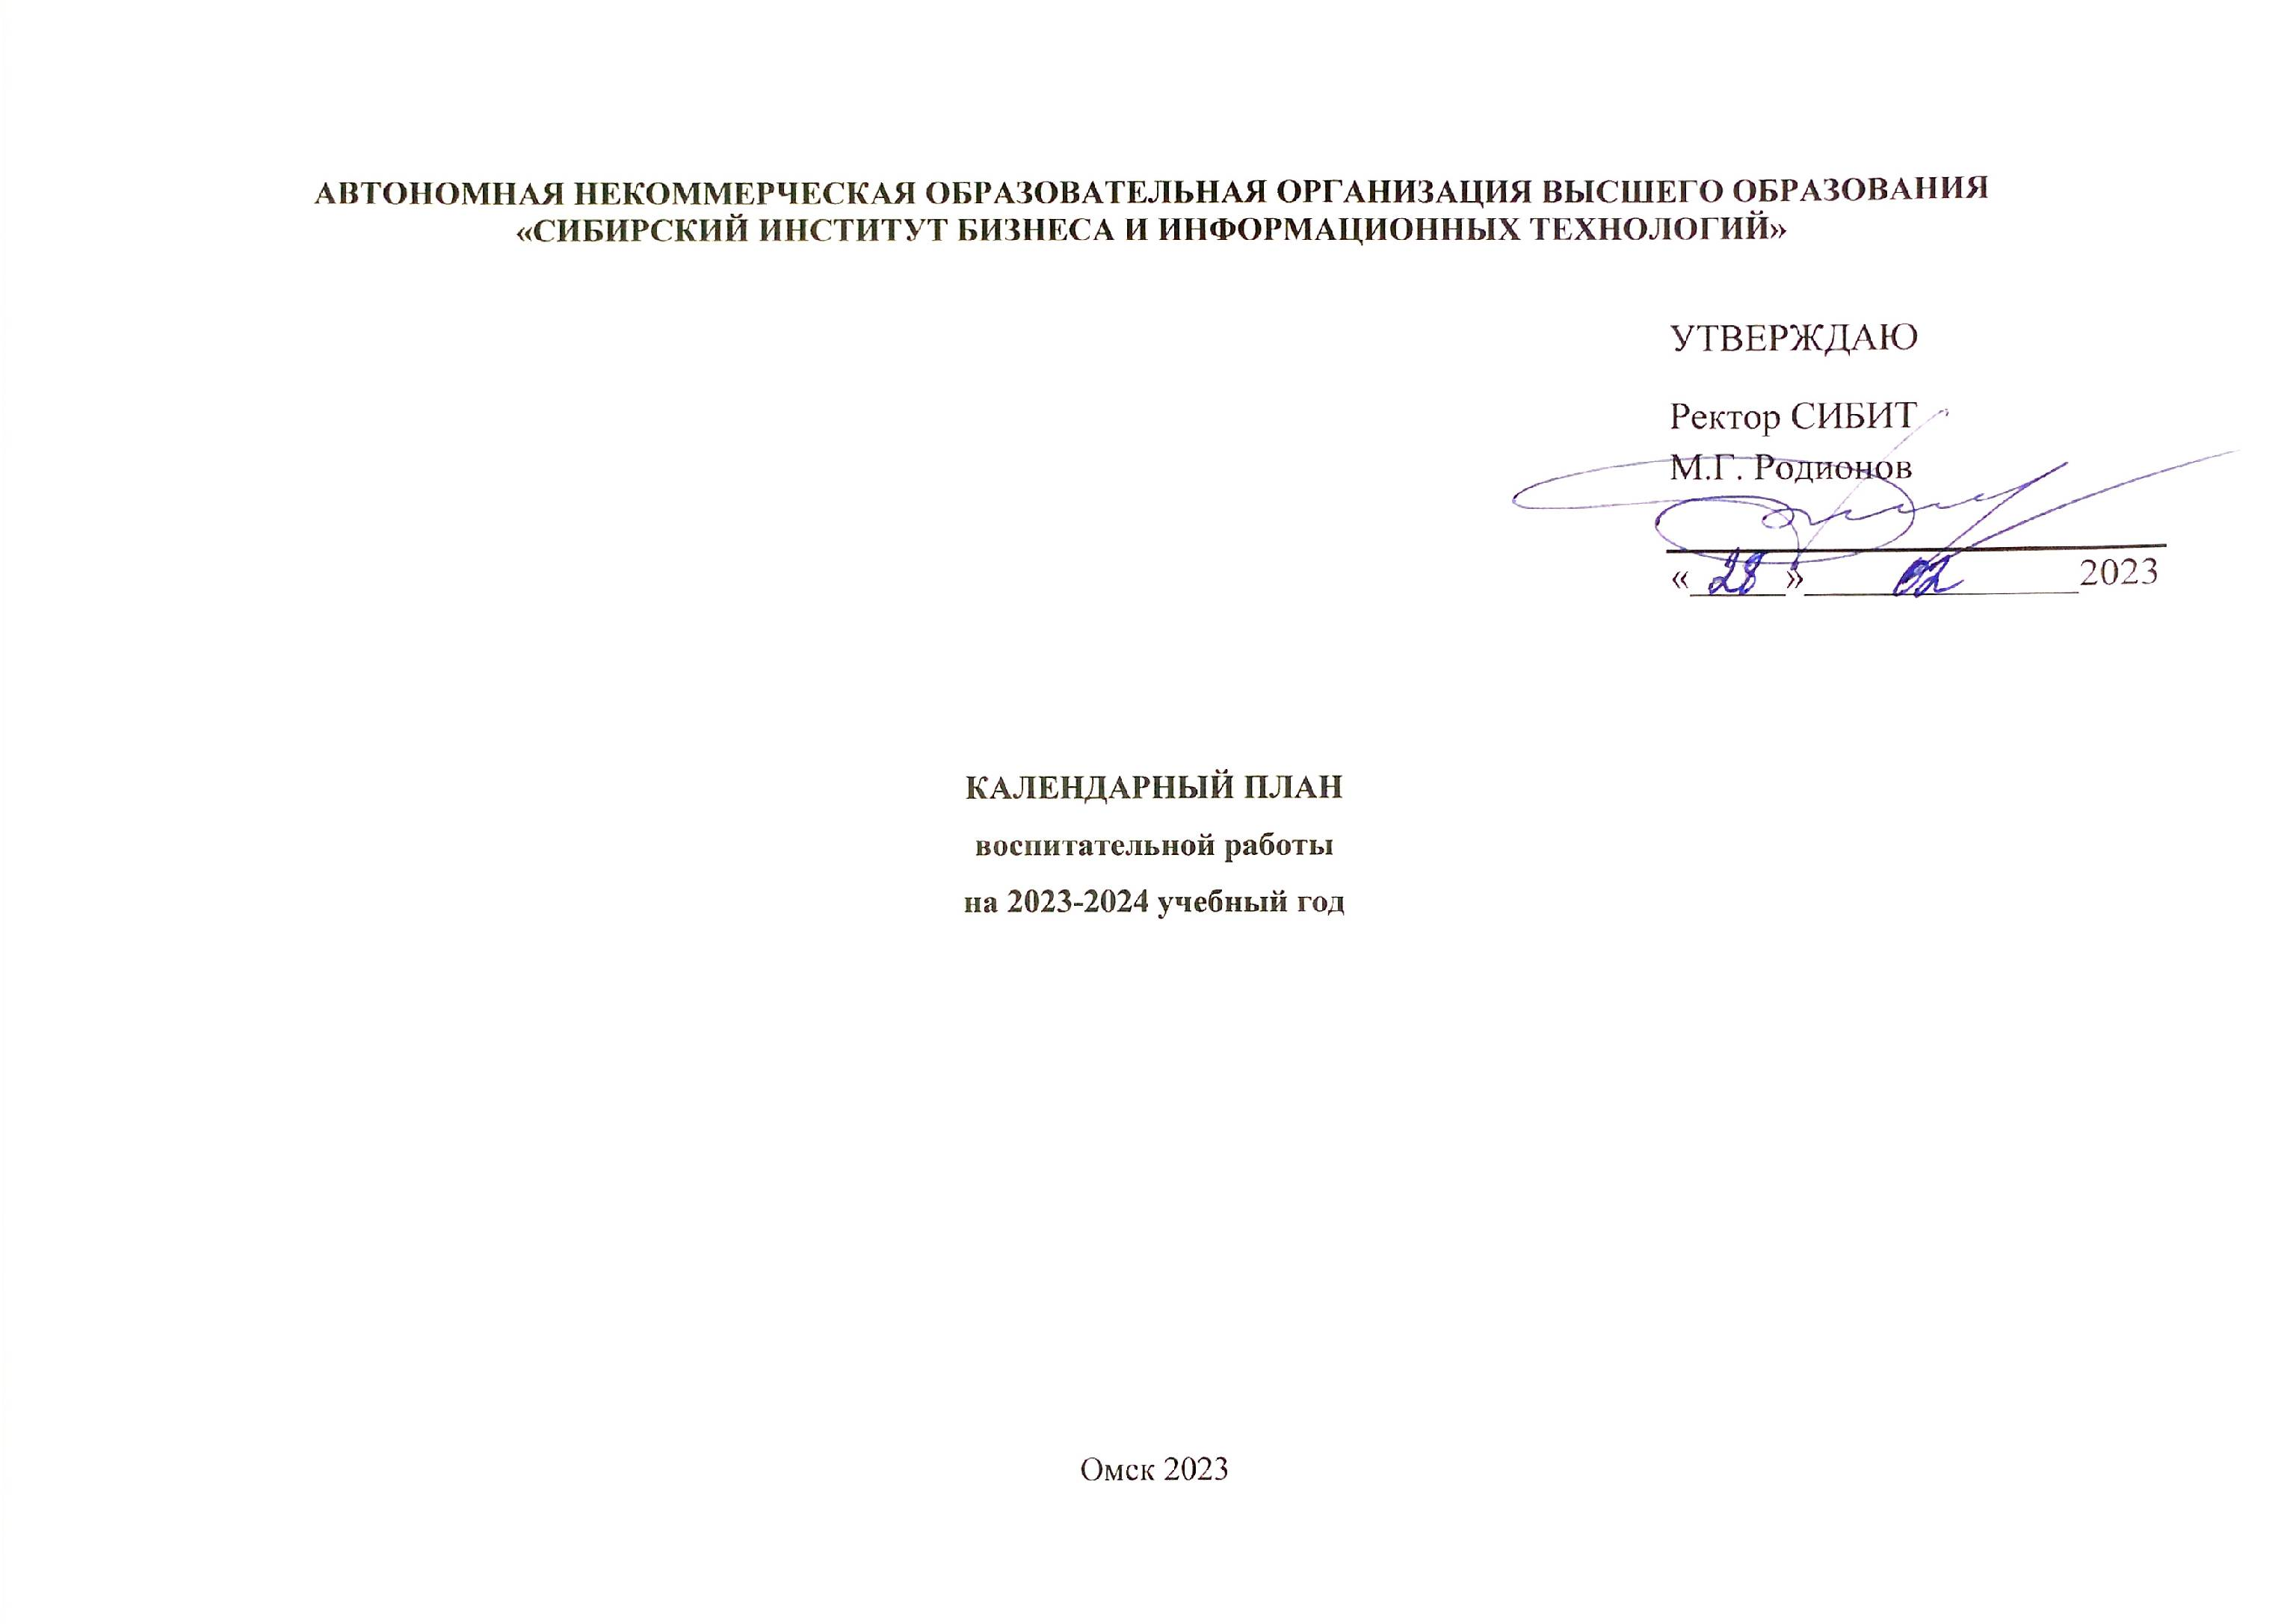 АВТОНОМНАЯ НЕКОММЕРЧЕСКАЯ ОБРАЗОВАТЕЛЬНАЯ ОРГАНИЗАЦИЯ ВЫСШЕГО ОБРАЗОВАНИЯ
«СИБИРСКИЙ ИНСТИТУТ БИЗНЕСА И ИНФОРМАЦИОННЫХ ТЕХНОЛОГИЙ»
УТВЕРЖДАЮ
Ректор СИБИТ
М.Г. Родионов
«28» 02 2023
КАЛЕНДАРНЫЙ ПЛАН
воспитательной работы
на 2023-2024 учебный год
Омск 2023